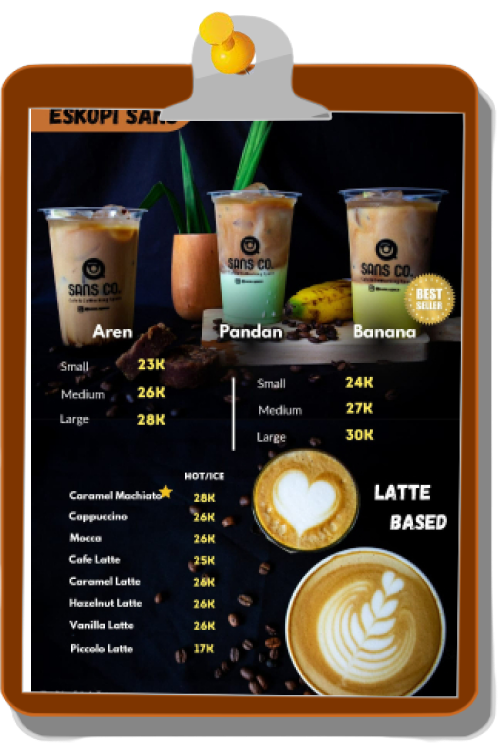 ESKOPI SANS
SANS CO.
SANS CO.
SANS CO.
BEST
SELLER
Aren Pandan Banana
Small 23K
Medium 26K
Large 28K
Small 24K
Medium 27K
Large 30K
HOT/ICE
Caramel Machiato 28K
Cappuccino 26K
Mocca 26K
Cafe Latte 25K
Caramel Latte 26K
Hazelnut Latte 26K
Vanilla Latte 26K
Piccolo Latte 17K
LATTE
BASED